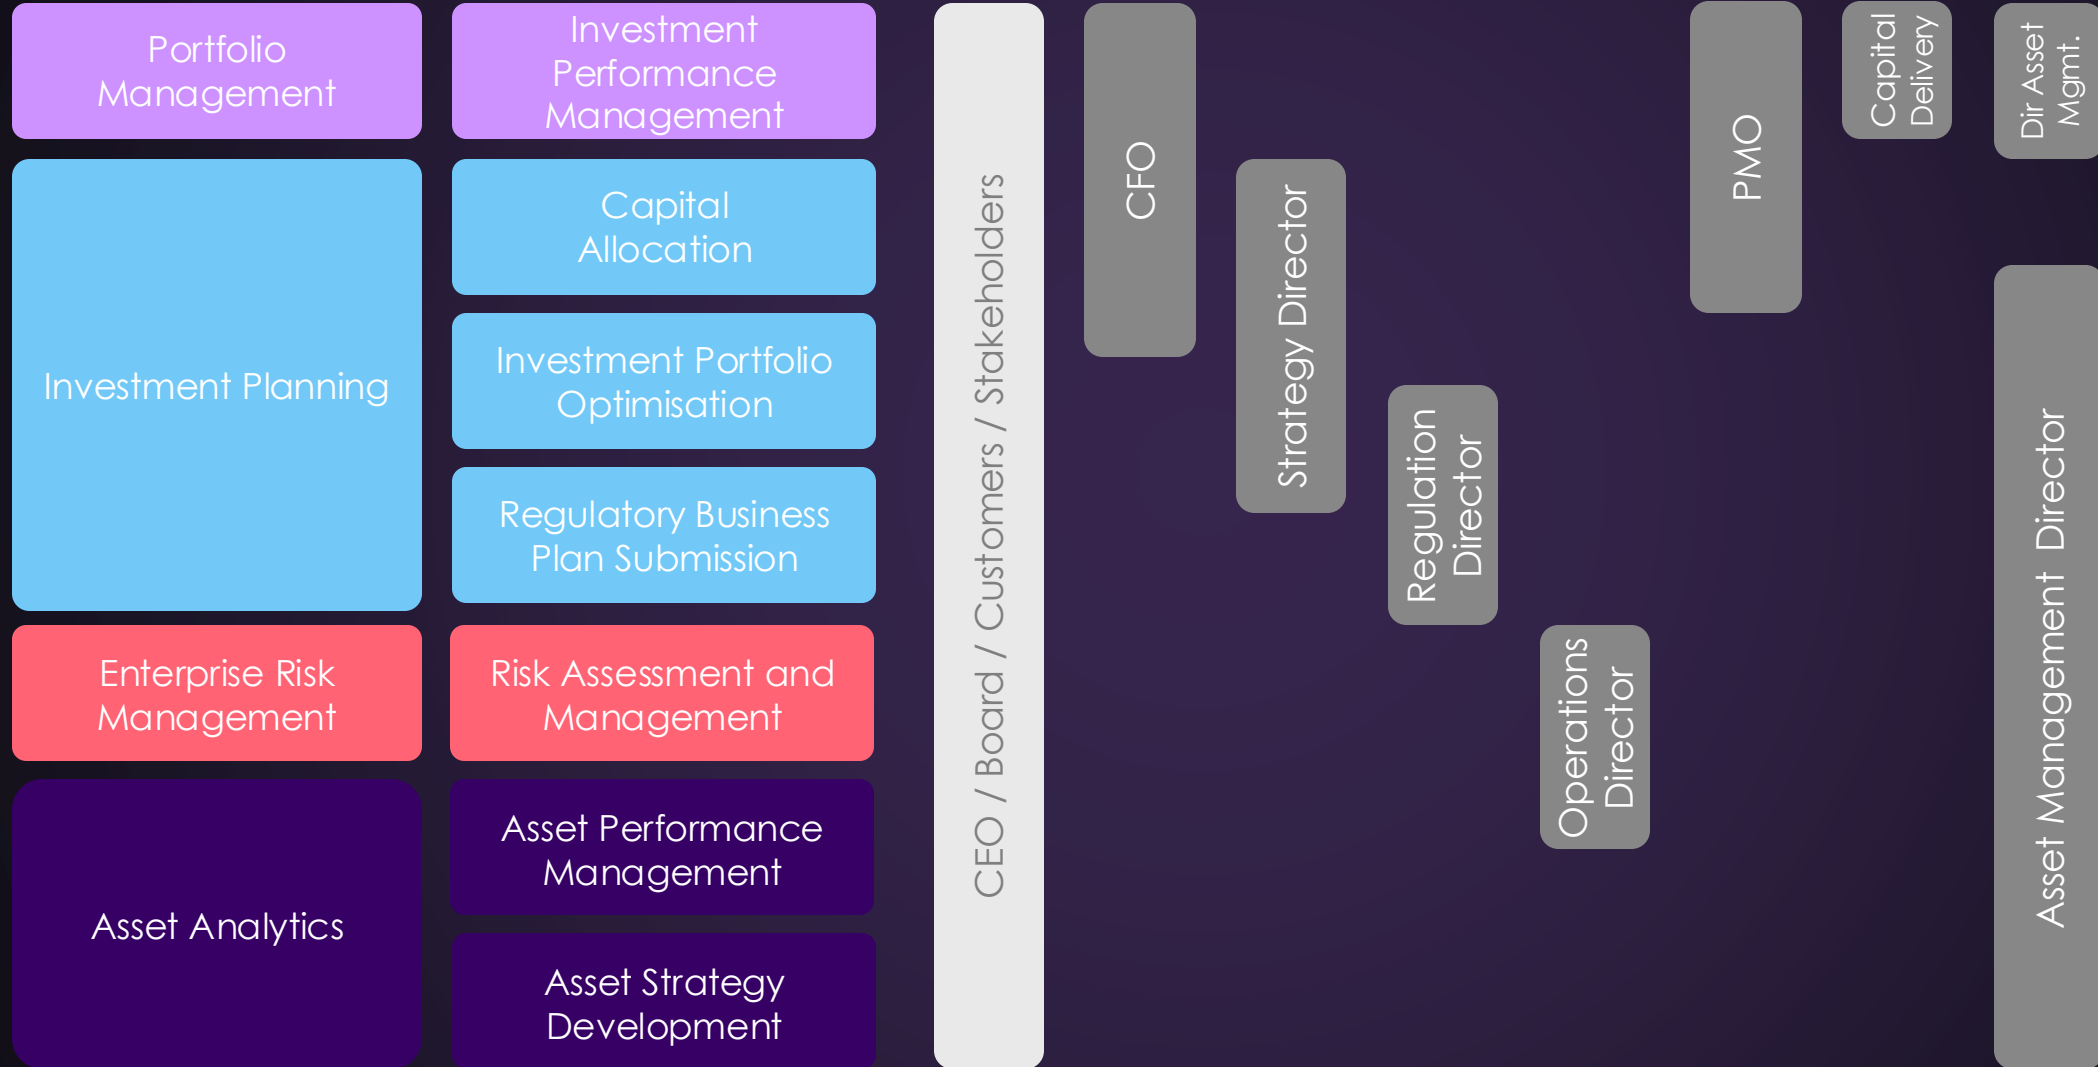 Portfolio
Management
Investment
Performance
Management
Investment Planning
Capital
Allocation
Investment Portfolio
Optimisation
Regulatory Business
Plan Submission
Enterprise Risk
Management
Risk Assessment and
Management
Asset Analytics
Asset Performance
Management
Asset Strategy
Development
CEO / Board / Customers / Stakeholders
CFO
Strategy Director
Regulation
Director
Operations
Director
PMO
Capital
Delivery
Dir Asset
Mgmt.
Asset Management Director